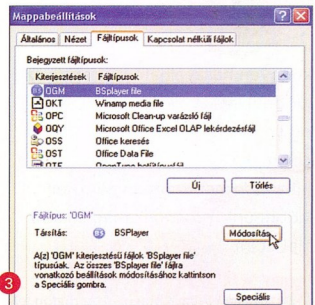 Mappabeállítások
Általános Nézet Fájltípusok Kapcsolat nélküli fájlok
Bejegyzett fájltípusok:
Kiterjesztések Fájltípusok
OGM BSplayer file
OKT Winamp media file
OPC Microsoft Clean-up varázsló fájl
OQY Microsoft Office Excel OLAP lekérdezésfájl
OSS Office keresés
OST Office Data File
OTF OpenType betűtípusfájl
Új Törlés
Fájltípus: 'OGM'
Társítás: BSPlayer Módosítás...
A(z) 'OGM' kiterjesztésű fájlok 'BSplayer file'
típusúak. Az összes 'BSplayer file' fájlra
vonatkozó beállítások módosításához kattintson
a Speciális gombra.
3
Speciális